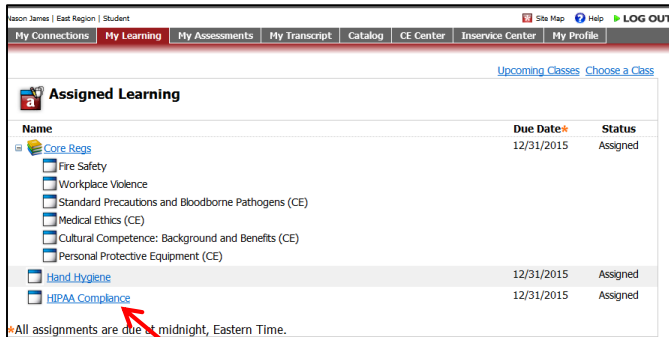 Nason James | East Region | Student Site Map Help LOG OUT
My Connections My Learning My Assessments My Transcript Catalog CE Center Inservice Center My Profile
Upcoming Classes Choose a Class
a Assigned Learning
Name Due Date* Status
Core Regs 12/31/2015 Assigned
Fire Safety
Workplace Violence
Standard Precautions and Bloodborne Pathogens (CE)
Medical Ethics (CE)
Cultural Competence: Background and Benefits (CE)
Personal Protective Equipment (CE)
Hand Hygiene 12/31/2015 Assigned
HIPAA Compliance 12/31/2015 Assigned
*All assignments are due at midnight, Eastern Time.